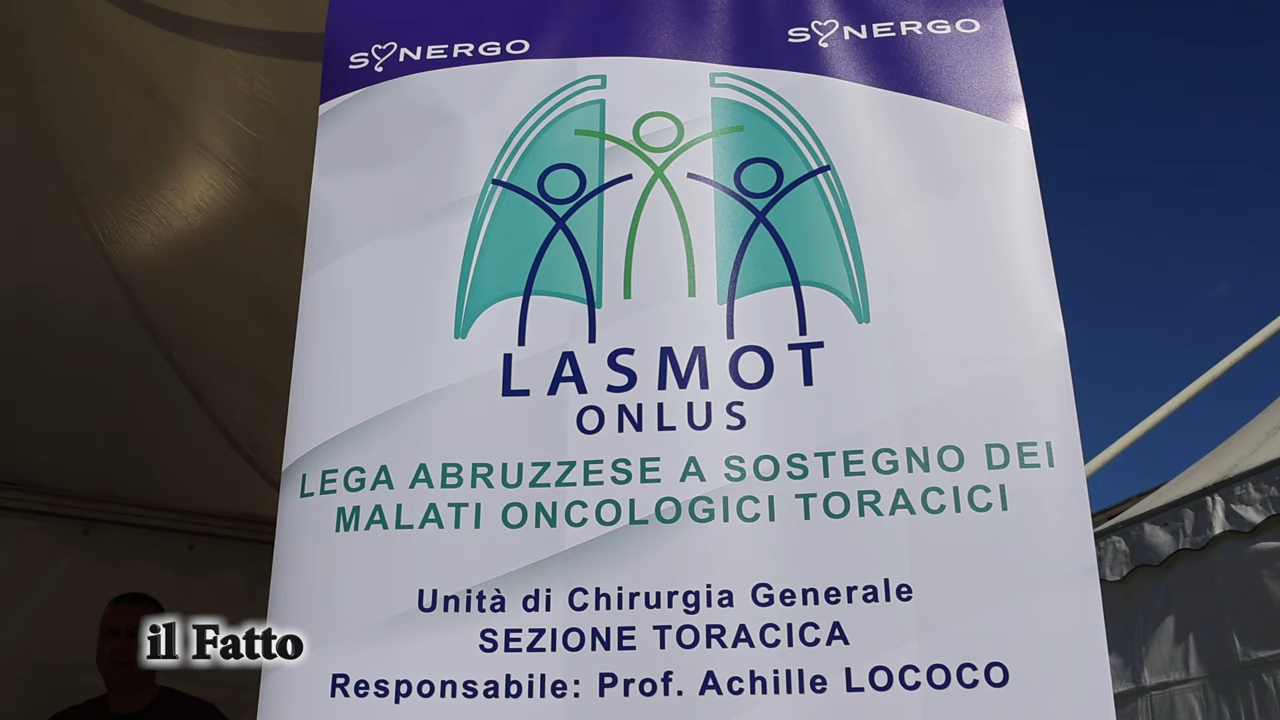 SYNERGO
SYNERGO
LASMOT
ONLUS
LEGA ABRUZZESE A SOSTEGNO DEI
MALATI ONCOLOGICI TORACICI
Unità di Chirurgia Generale
SEZIONE TORACICA
Responsabile: Prof. Achille LOCOCO
il Fatto